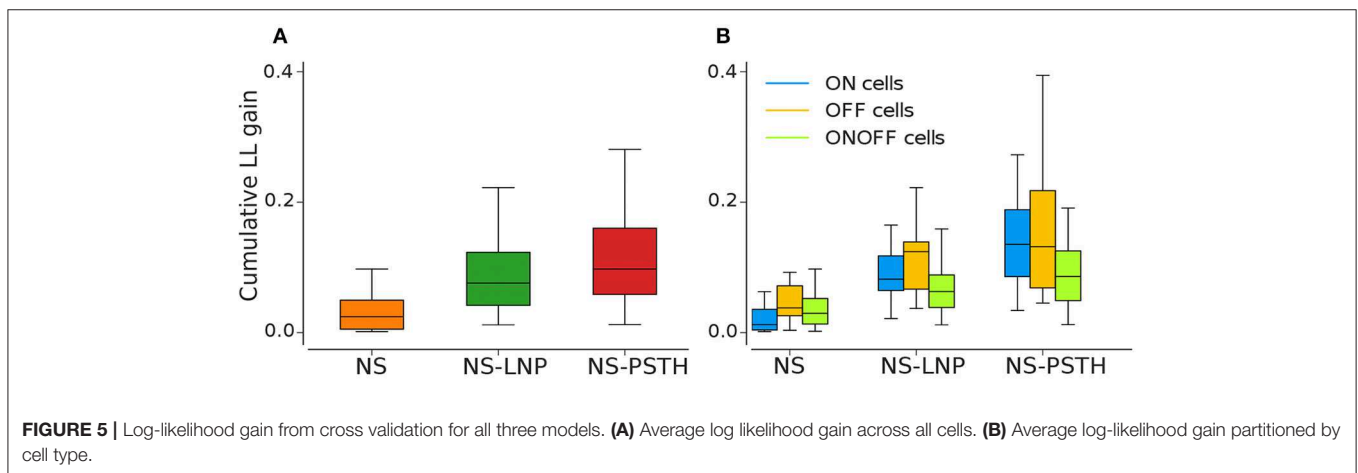 A
B
Cumulative LL gain
0.4
0.2
0.0
NS
NS-LNP
NS-PSTH
0.4
0.2
0.0
ON cells
OFF cells
ONOFF cells
NS
NS-LNP
NS-PSTH
FIGURE 5 | Log-likelihood gain from cross validation for all three models. (A) Average log likelihood gain across all cells. (B) Average log-likelihood gain partitioned by
cell type.